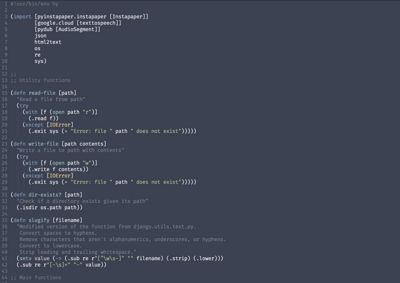 1 #!usr/bin/env hy
2
3 (import [pyinstapaper.instapaper [Instapaper]]
4 [google.cloud [texttospeech]]
5 [pydub [AudioSegment]]
6 json
7 html2text
8 os
9 re
10 sys)
11
12 ;;
13 ;; Utility functions
14
15 (defn read-file [path]
16 "Read a file from path"
17 (try
18 (with [f (open path "r")]
19 (.read f))
20 (except [IOError]
21 (.exit sys (+ "Error: file " path " does not exist")))))
22
23 (defn write-file [path contents]
24 "Write a file to path with contents"
25 (try
26 (with [f (open path "w")]
27 (.write f contents))
28 (except [IOError]
29 (.exit sys (+ "Error: file " path " does not exist")))))
30
31 (defn dir-exists? [path]
32 "Check if a directory exists given its path"
33 (.isdir os.path path))
34
35 (defn slugify [filename]
36 "Modified version of the function from django.utils.text.py.
37 Convert spaces to hyphens.
38 Remove characters that aren't alphanumerics, underscores, or hyphens.
39 Convert to lowercase.
40 Strip leading and trailing whitespace."
41 (setv value (-> (.sub re r"[^\w\s-]" "" filename) (.strip) (.lower)))
42 (.sub re r"[-\s]+" "-" value))
43
44 ;; Main functions